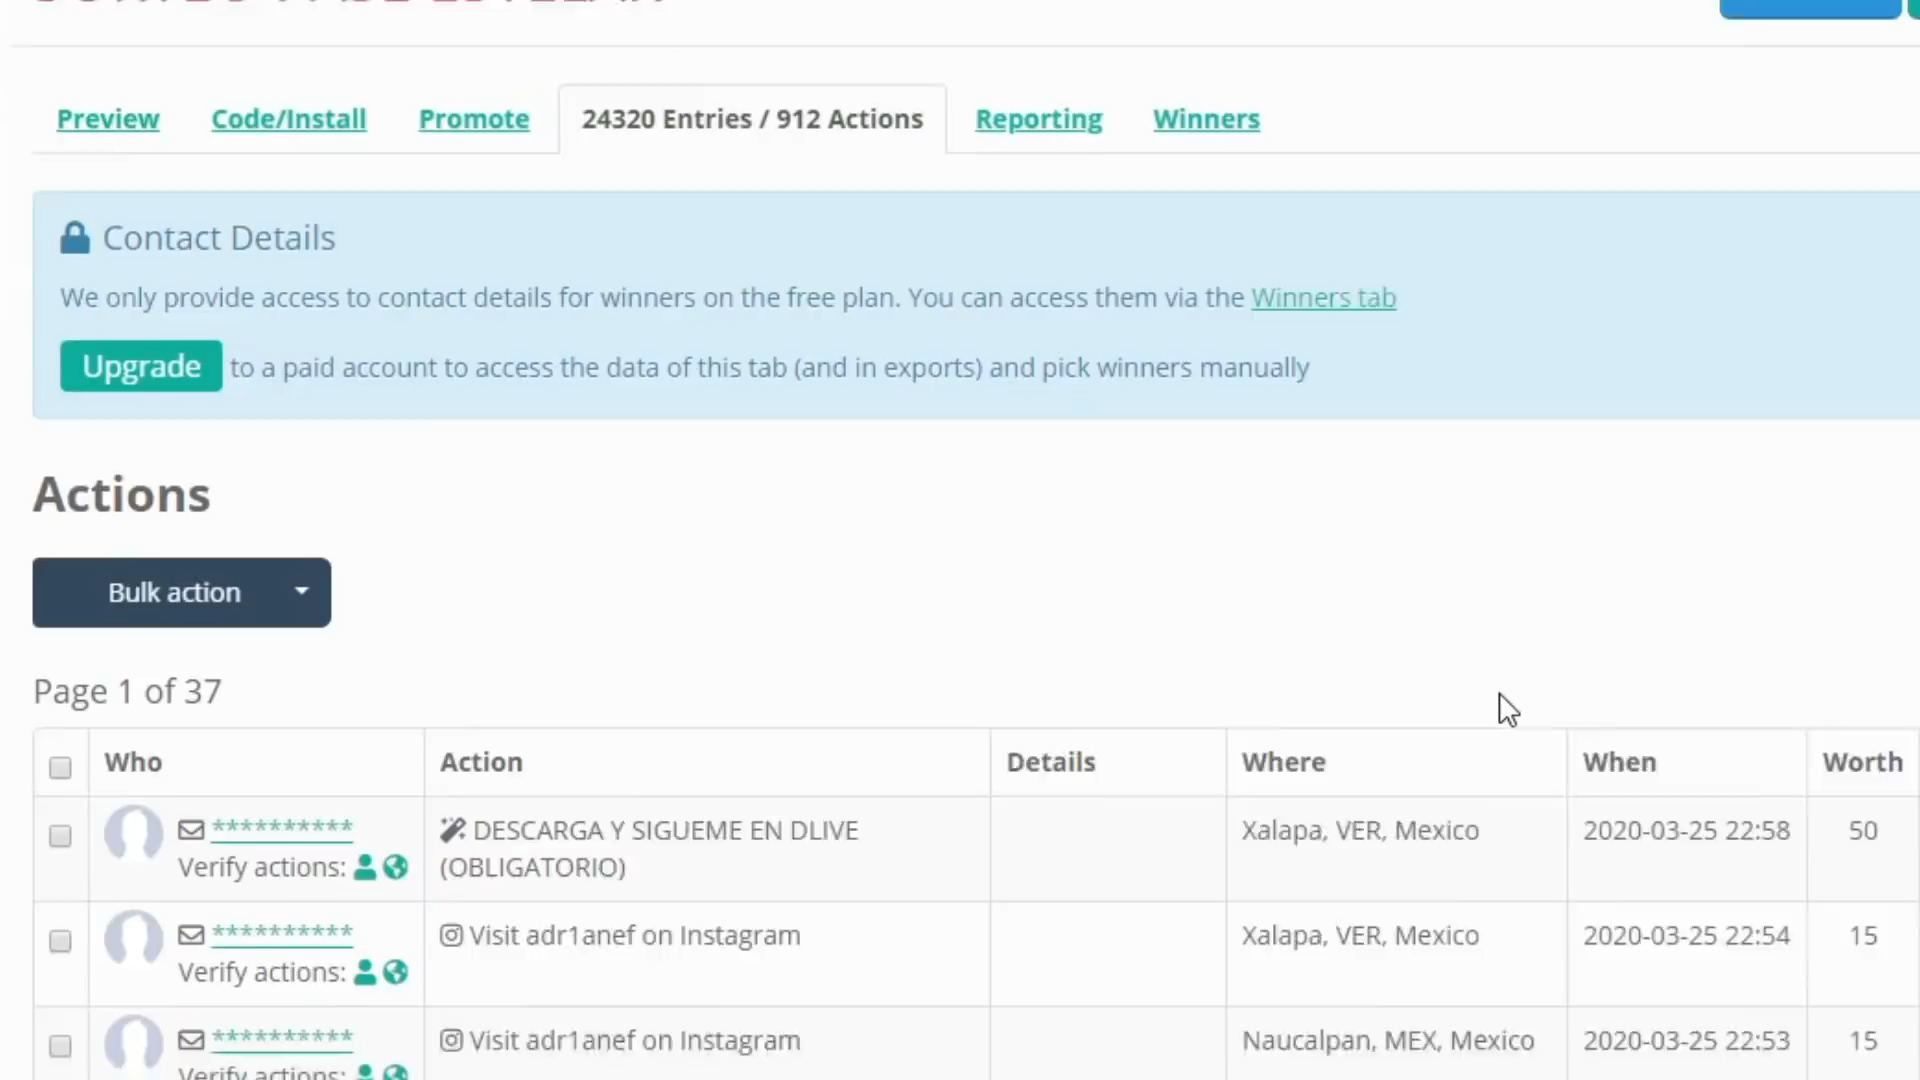 Preview Code/Install Promote 24320 Entries / 912 Actions Reporting Winners
Contact Details
We only provide access to contact details for winners on the free plan. You can access them via the Winners tab
Upgrade to a paid account to access the data of this tab (and in exports) and pick winners manually
Actions
Bulk action
Page 1 of 37
Who Action Details Where When Worth
********** DESCARGA Y SIGUEME EN DLIVE Xalapa, VER, Mexico 2020-03-25 22:58 50
Verify actions: (OBLIGATORIO)
********** Visit adr1anef on Instagram Xalapa, VER, Mexico 2020-03-25 22:54 15
Verify actions:
********** Visit adr1anef on Instagram Naucalpan, MEX, Mexico 2020-03-25 22:53 15
Verify actions: